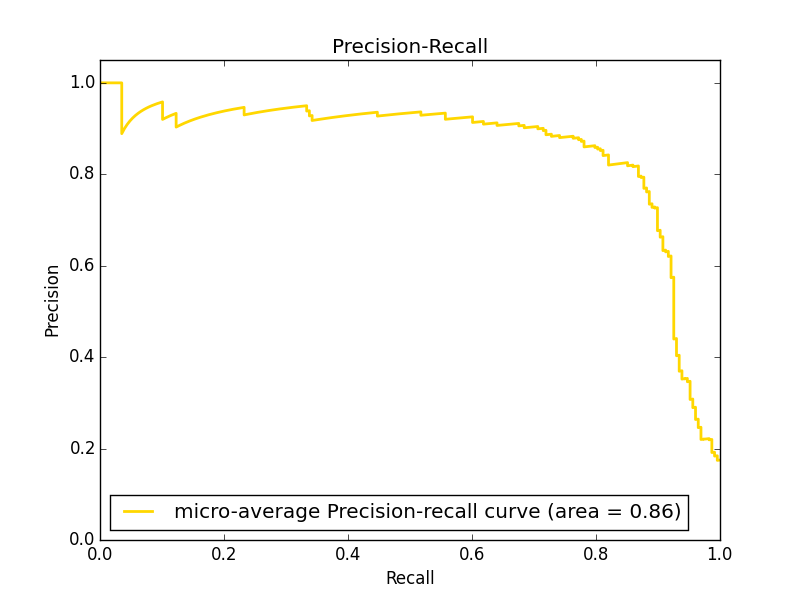 Precision-Recall
1.0
0.8
0.6
0.4
0.2
0.0
Precision
micro-average Precision-recall curve (area = 0.86)
0.0 0.2 0.4 0.6 0.8 1.0
Recall